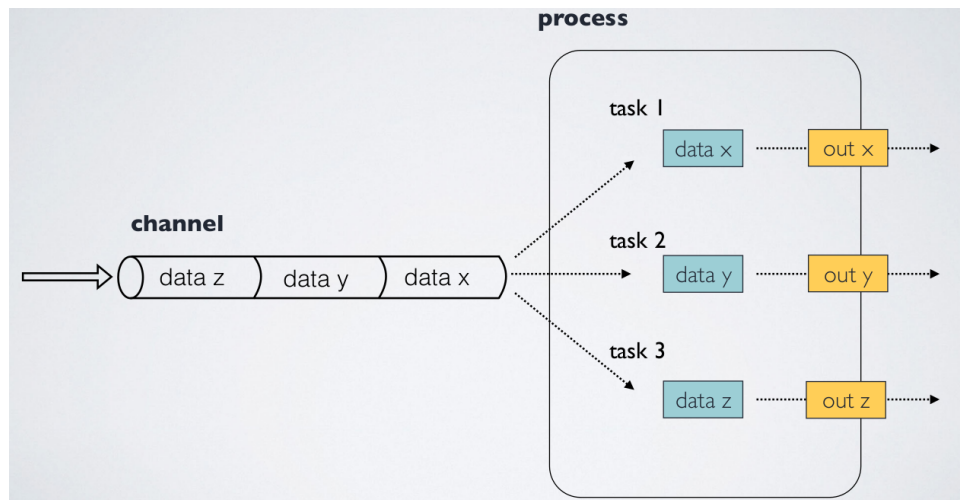 process
task 1
data x
out x
channel
task 2
data z
data y
data x
data y
out y
task 3
data z
out z